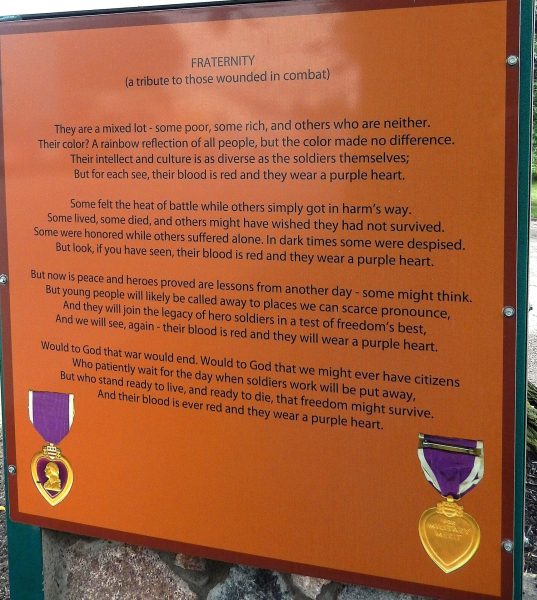 FRATERNITY
(a tribute to those wounded in combat)
They are a mixed lot - some poor, some rich, and others who are neither.
Their color? A rainbow reflection of all people, but the color made no difference.
Their intellect and culture is as diverse as the soldiers themselves;
But for each see, their blood is red and they wear a purple heart.
Some felt the heat of battle while others simply got in harm's way.
Some lived, some died, and others might have wished they had not survived.
Some were honored while others suffered alone. In dark times some were despised.
But look, if you have seen, their blood is red and they wear a purple heart.
But now is peace and heroes proved are lessons from another day - some might think.
But young people will likely be called away to places we can scarce pronounce,
And they will join the legacy of hero soldiers in a test of freedom's best,
And we will see, again - their blood is red and they will wear a purple heart.
Would to God that war would end. Would to God that we might ever have citizens
Who patiently wait for the day when soldiers work will be put away,
But who stand ready to live, and ready to die, that freedom might survive.
And their blood is ever red and they wear a purple heart.
FOR
MILITARY
MERIT